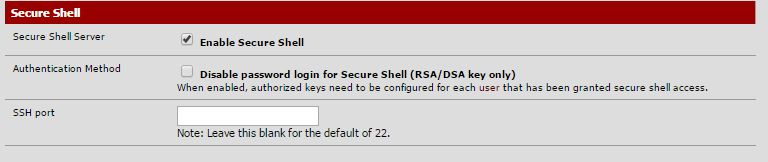 Secure Shell
Secure Shell Server
Enable Secure Shell
Authentication Method
Disable password login for Secure Shell (RSA/DSA key only)
When enabled, authorized keys need to be configured for each user that has been granted secure shell access.
SSH port
Note: Leave this blank for the default of 22.